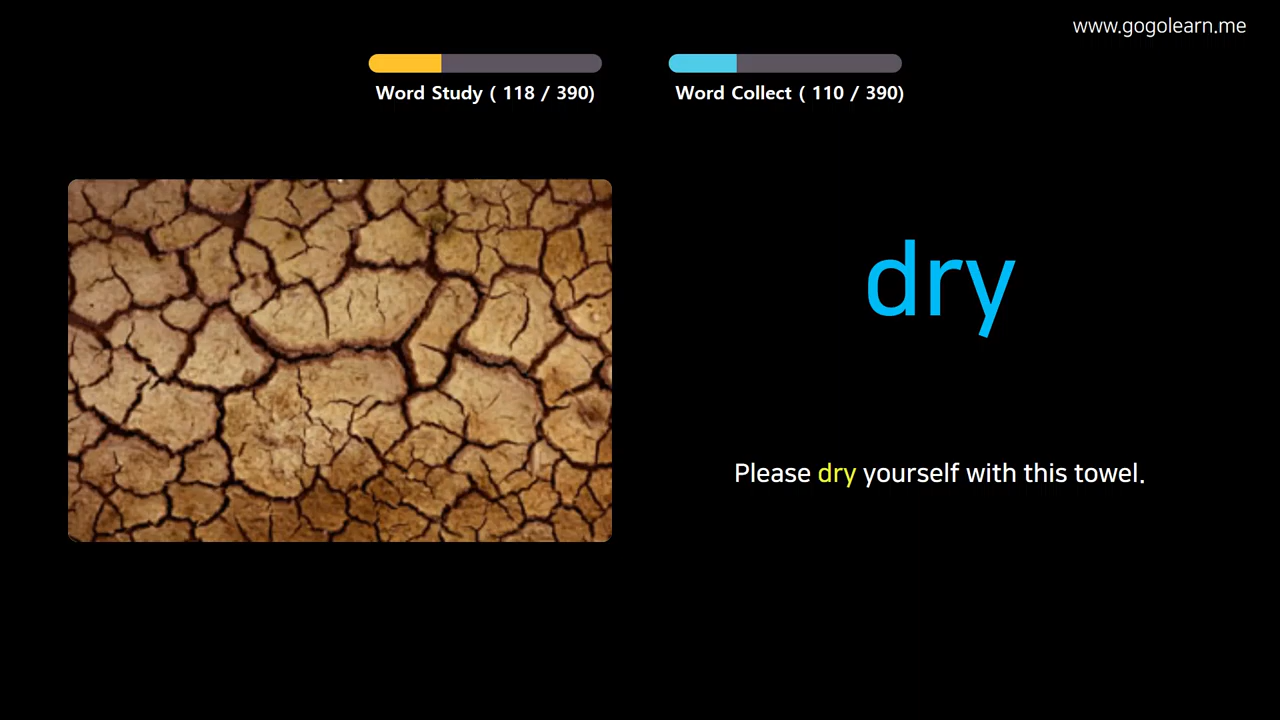 www.gogolearn.me
Word Study ( 118 / 390)
Word Collect ( 110 / 390)
dry
Please dry yourself with this towel.